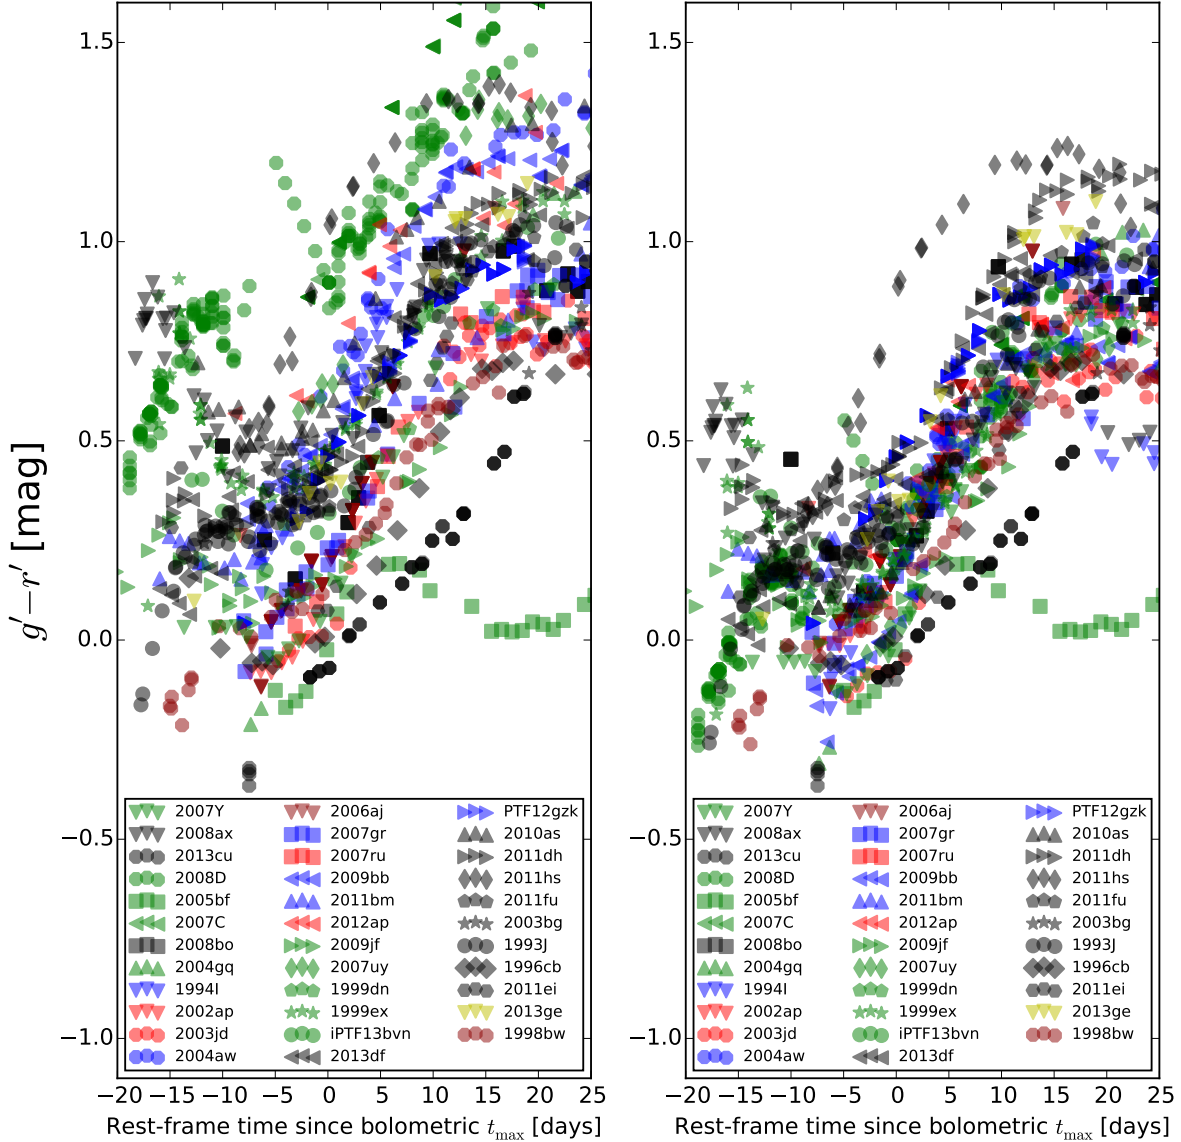 g′−r′ [mag]
1.5
1.0
0.5
0.0
−0.5
−1.0
2007Y
2008ax
2013cu
2008D
2005bf
2007C
2008bo
2004gq
1994I
2002ap
2003jd
2004aw
2006aj
2007gr
2007ru
2009bb
2011bm
2012ap
2009jf
2007uy
1999dn
1999ex
iPTF13bvn
2013df
PTF12gzk
2010as
2011dh
2011hs
2011fu
2003bg
1993J
1996cb
2011ei
2013ge
1998bw
−20 −15 −10 −5 0 5 10 15 20 25
Rest-frame time since bolometric tmax [days]
1.5
1.0
0.5
0.0
−0.5
−1.0
2007Y
2008ax
2013cu
2008D
2005bf
2007C
2008bo
2004gq
1994I
2002ap
2003jd
2004aw
2006aj
2007gr
2007ru
2009bb
2011bm
2012ap
2009jf
2007uy
1999dn
1999ex
iPTF13bvn
2013df
PTF12gzk
2010as
2011dh
2011hs
2011fu
2003bg
1993J
1996cb
2011ei
2013ge
1998bw
−20 −15 −10 −5 0 5 10 15 20 25
Rest-frame time since bolometric tmax [days]